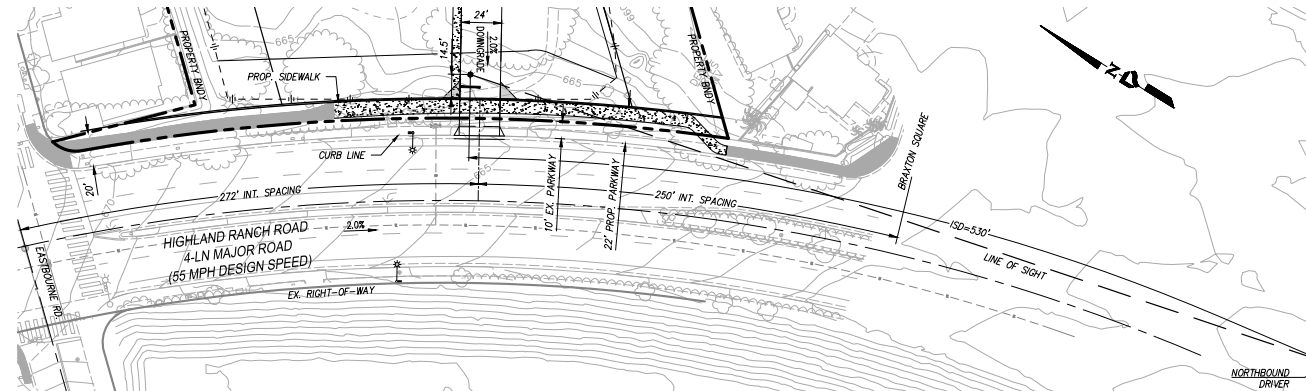 24'
PROPERTY BNDY
14.5'
DOWNGRADE
2.0%
PROPERTY BNDY
665
665
PROP. SIDEWALK
N
CURB LINE
20'
BRAXTON SQUARE
665
272' INT. SPACING
250' INT. SPACING
10' EX. PARKWAY
22' PROP. PARKWAY
ISD=530'
HIGHLAND RANCH ROAD
4-LN MAJOR ROAD
(55 MPH DESIGN SPEED)
2.0%
LINE OF SIGHT
EASTBOURNE RD.
EX. RIGHT-OF-WAY
NORTHBOUND
DRIVER